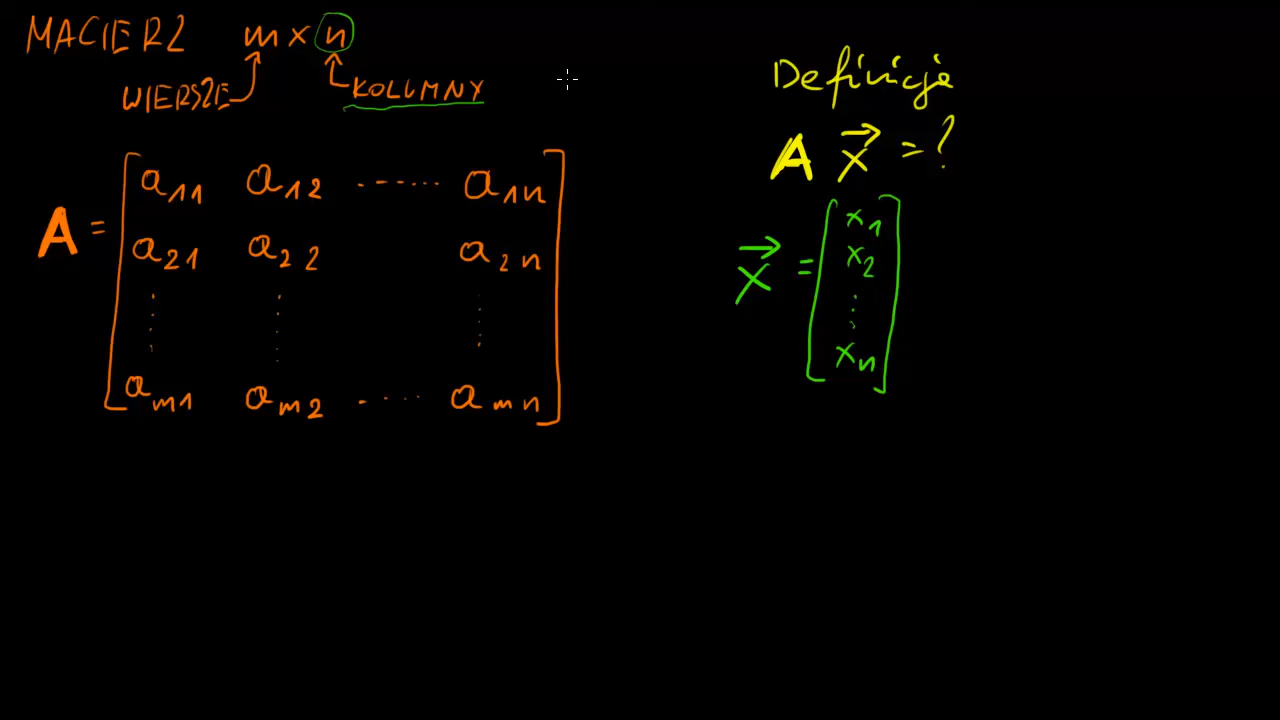 MACIERZ m × n
WIERSZE KOLUMNY
A = [ a11 a12 ....... a1n
a21 a22 a2n
⋮ ⋮ ⋮
am1 am2 ..... amn ]
Definicja
A x⃗ = ?
x⃗ = [ x1
x2
⋮
xn ]